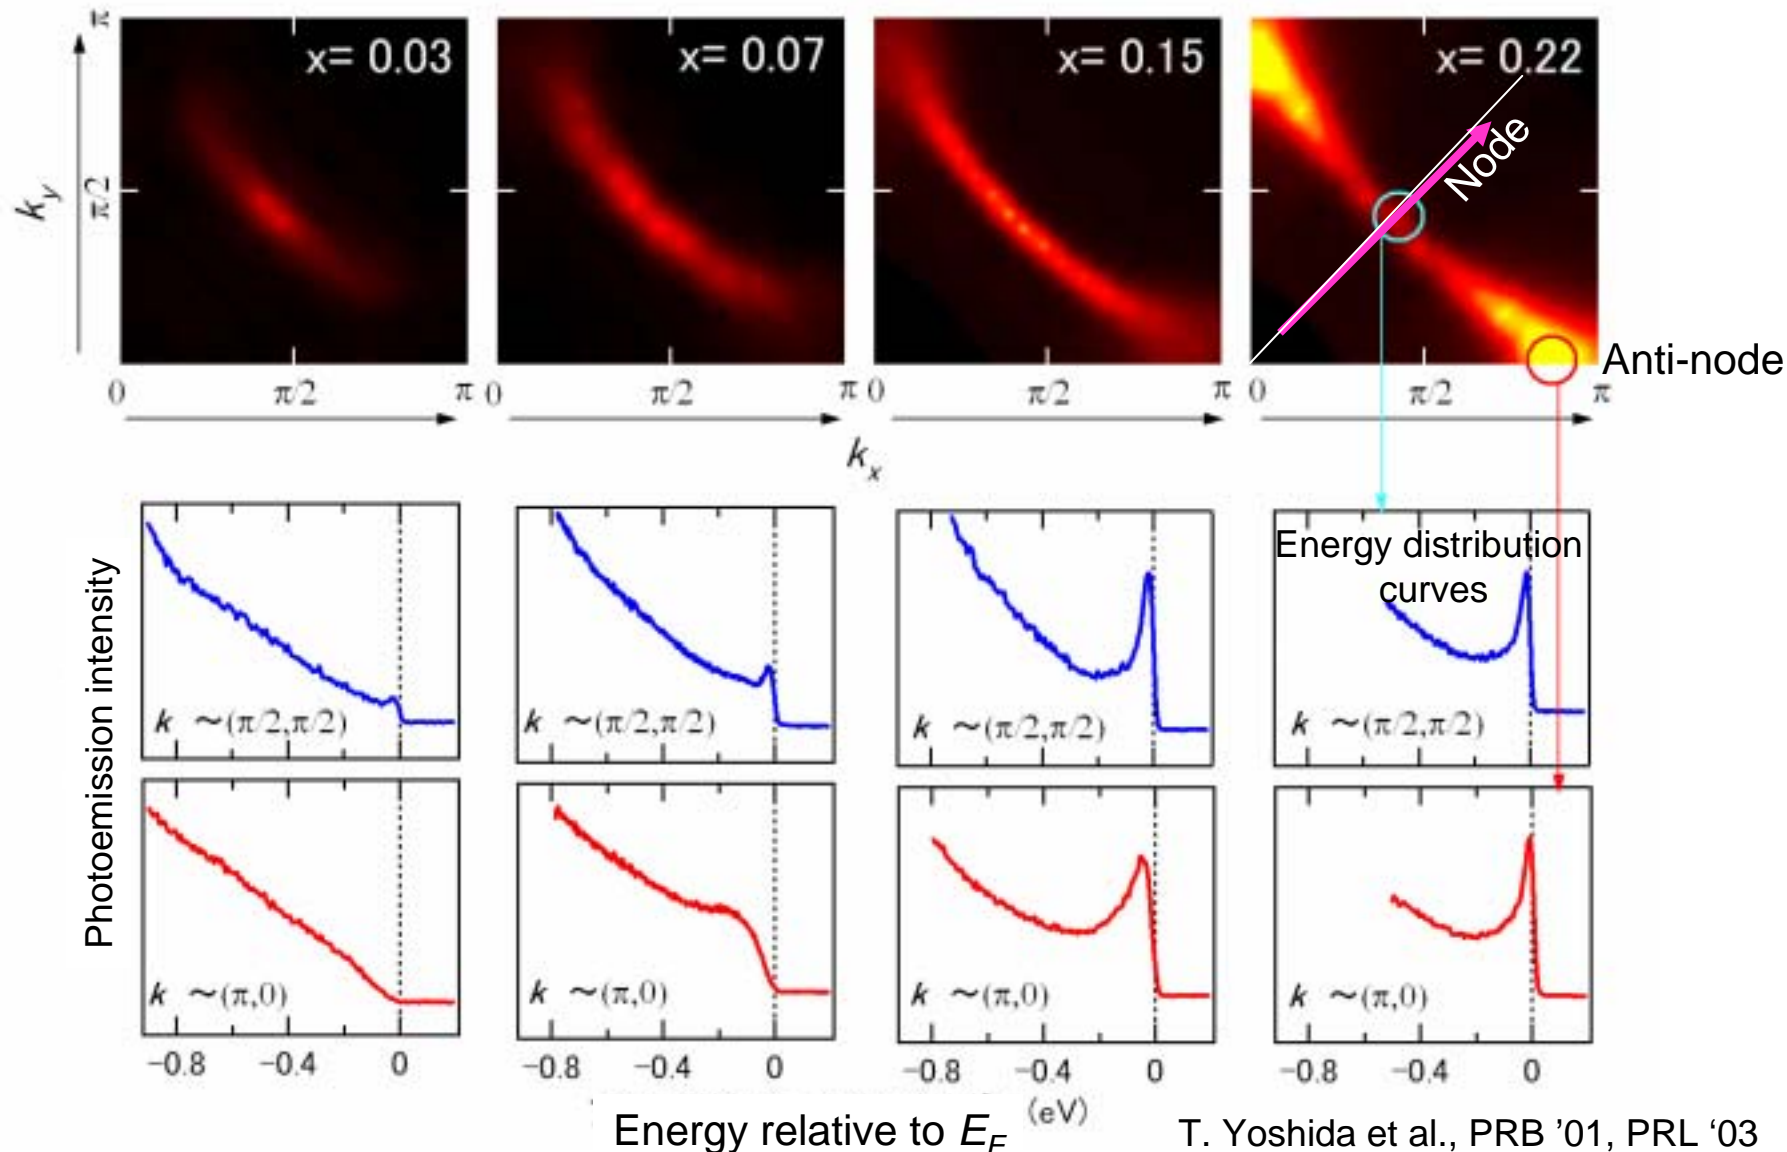 x= 0.03
x= 0.07
x= 0.15
x= 0.22
π
π/2
k_y
Node
Anti-node
0
π/2
π
0
π/2
π
0
π/2
π
0
π/2
π
k_x
Photoemission intensity
Energy distribution
curves
k ~(π/2,π/2)
k ~(π/2,π/2)
k ~(π/2,π/2)
k ~(π/2,π/2)
k ~(π,0)
k ~(π,0)
k ~(π,0)
k ~(π,0)
−0.8 −0.4 0
−0.8 −0.4 0
−0.8 −0.4 0
−0.8 −0.4 0
Energy relative to E_F (eV)
T. Yoshida et al., PRB ’01, PRL ‘03